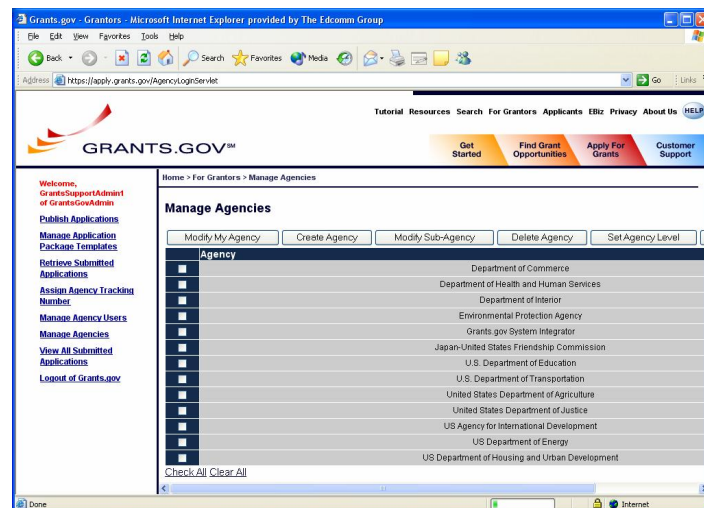 Grants.gov - Grantors - Microsoft Internet Explorer provided by The Edcomm Group
File Edit View Favorites Tools Help
Back Search Favorites Media
Address https://apply.grants.gov/AgencyLoginServlet Go Links
Tutorial Resources Search For Grantors Applicants EBiz Privacy About Us HELP
GRANTS.GOV SM
Get Started
Find Grant Opportunities
Apply For Grants
Customer Support
Home > For Grantors > Manage Agencies
Welcome,
GrantsSupportAdmin1
of GrantsGovAdmin
Publish Applications
Manage Application
Package Templates
Retrieve Submitted
Applications
Assign Agency Tracking
Number
Manage Agency Users
Manage Agencies
View All Submitted
Applications
Logout of Grants.gov
Manage Agencies
Modify My Agency Create Agency Modify Sub-Agency Delete Agency Set Agency Level
Agency
Department of Commerce
Department of Health and Human Services
Department of Interior
Environmental Protection Agency
Grants.gov System Integrator
Japan-United States Friendship Commission
U.S. Department of Education
U.S. Department of Transportation
United States Department of Agriculture
United States Department of Justice
US Agency for International Development
US Department of Energy
US Department of Housing and Urban Development
Check All Clear All
Done Internet